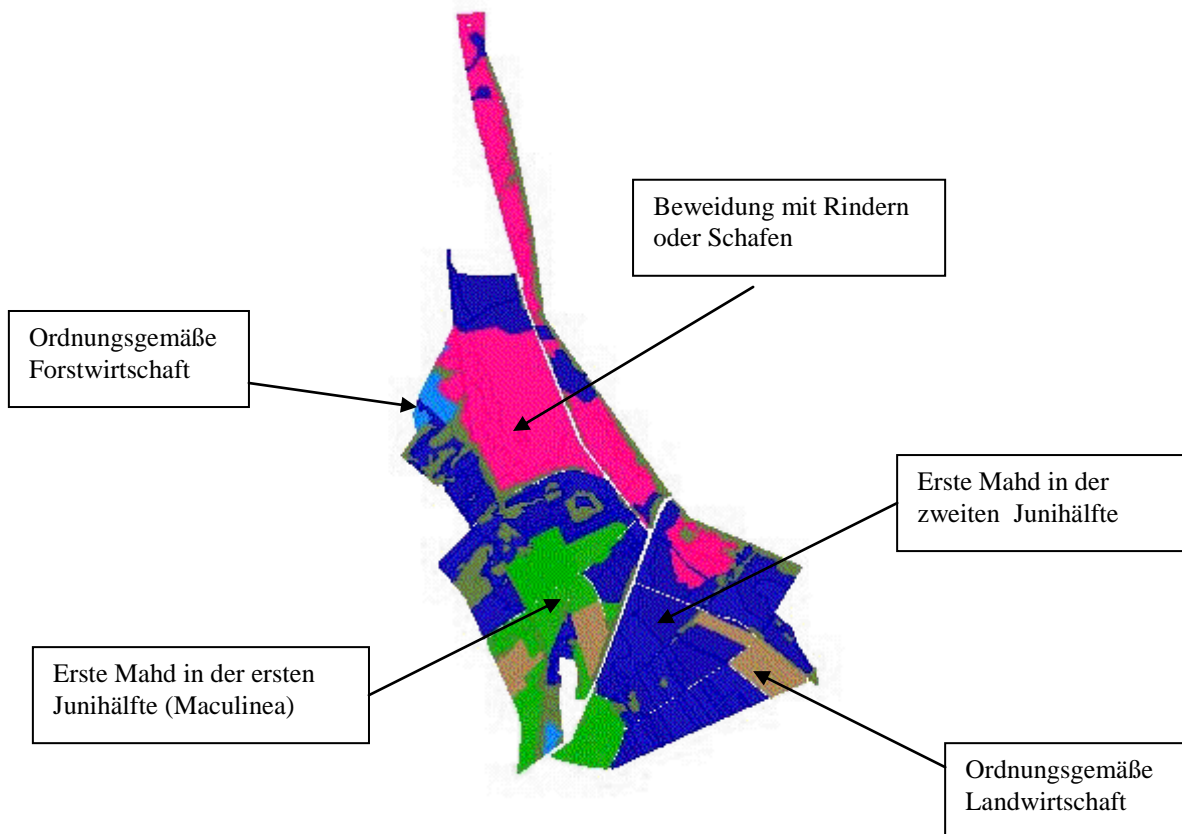 Beweidung mit Rindern
oder Schafen
Ordnungsgemäße
Forstwirtschaft
Erste Mahd in der
zweiten Junihälfte
Erste Mahd in der ersten
Junihälfte (Maculinea)
Ordnungsgemäße
Landwirtschaft